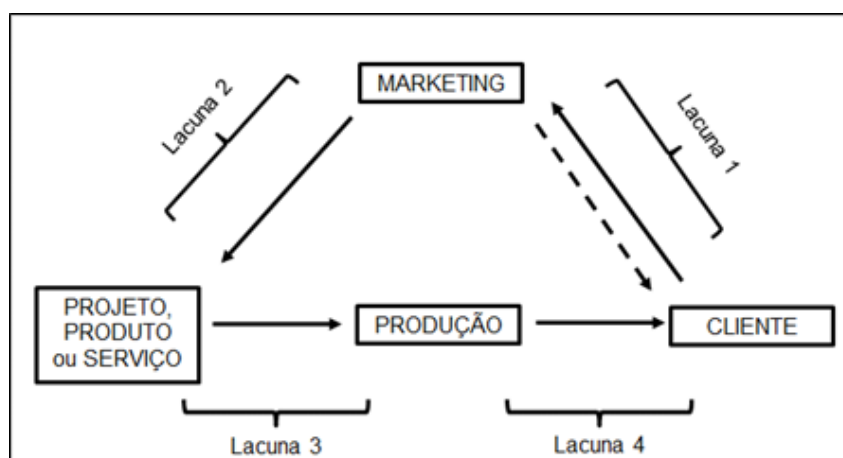 MARKETING
Lacuna 2
Lacuna 1
PROJETO,
PRODUTO
ou SERVIÇO
PRODUÇÃO
CLIENTE
Lacuna 3
Lacuna 4